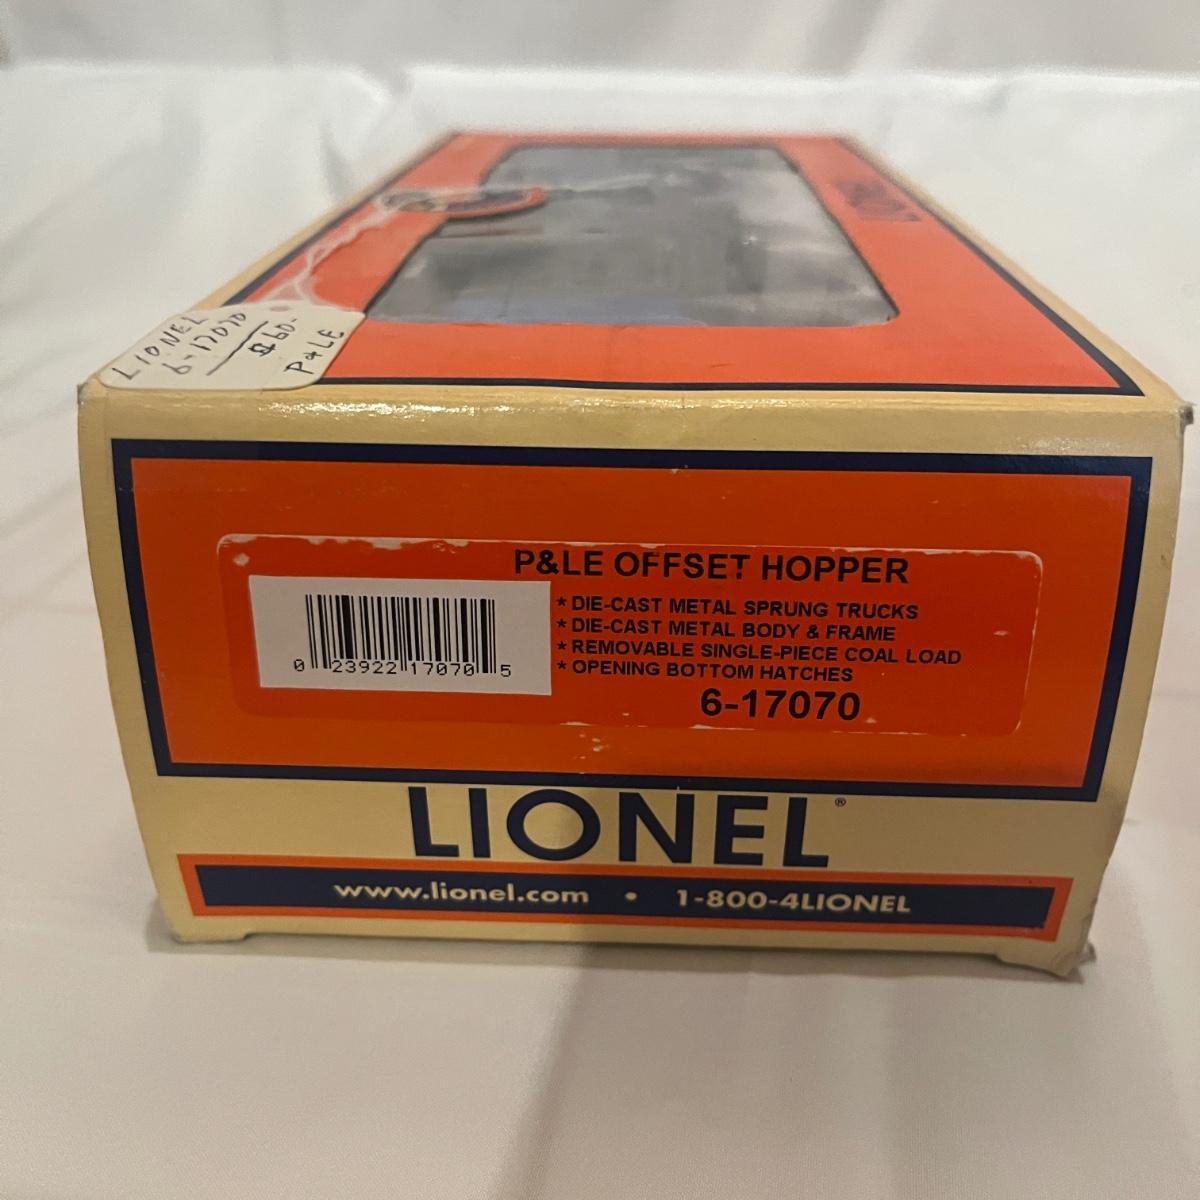 LIONEL
LIONEL
6-17070
$60-
P&LE
P&LE OFFSET HOPPER
* DIE-CAST METAL SPRUNG TRUCKS
* DIE-CAST METAL BODY & FRAME
* REMOVABLE SINGLE-PIECE COAL LOAD
* OPENING BOTTOM HATCHES
6-17070
0 23922 17070 5
LIONEL®
www.lionel.com • 1-800-4LIONEL